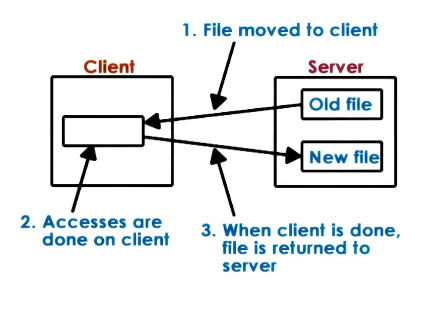 1. File moved to client
Client
Server
Old file
New file
2. Accesses are
done on client
3. When client is done,
file is returned to
server